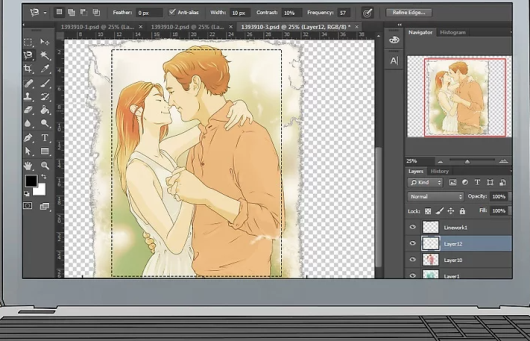 Feather: 0 px Anti-alias Width: 10 px Contrast: 10% Frequency: 57 Refine Edge...
1393910-3.psd @ 25% (La... × 1393910-2.psd @ 25% (La... × 1393910-3.psd @ 25% (Layer12, RGB/8) * ×
Navigator Histogram
A
T
25%
Layers History
Kind
T
Normal Opacity: 100%
Lock: Fill: 100%
Linework1
Layer12
Layer10
Layer1